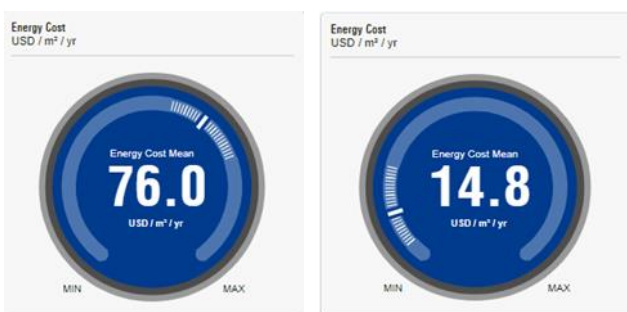 Energy Cost
USD / m² / yr
Energy Cost Mean
76.0
USD / m² / yr
MIN
MAX
Energy Cost
USD / m² / yr
Energy Cost Mean
14.8
USD / m² / yr
MIN
MAX